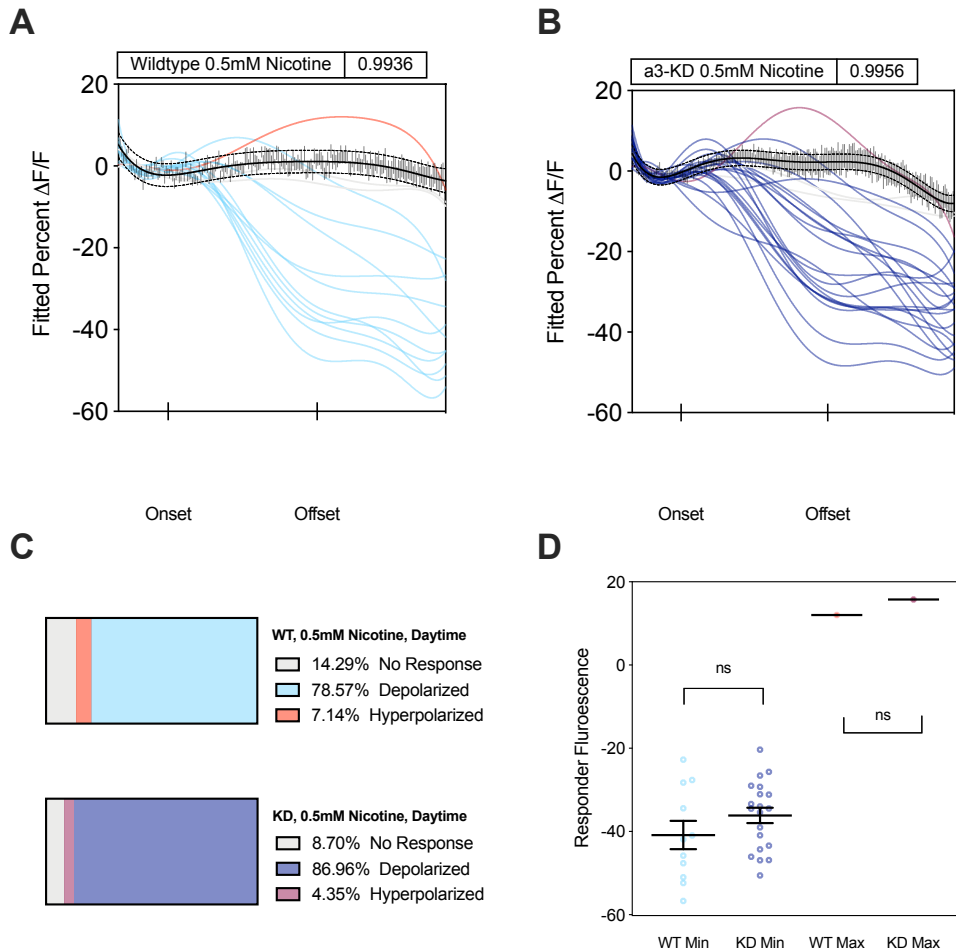 A
Wildtype 0.5mM Nicotine 0.9936
20
0
-20
-40
-60
Fitted Percent ΔF/F
Onset Offset
B
a3-KD 0.5mM Nicotine 0.9956
20
0
-20
-40
-60
Fitted Percent ΔF/F
Onset Offset
C
WT, 0.5mM Nicotine, Daytime
14.29% No Response
78.57% Depolarized
7.14% Hyperpolarized
KD, 0.5mM Nicotine, Daytime
8.70% No Response
86.96% Depolarized
4.35% Hyperpolarized
D
20
0
-20
-40
-60
Responder Fluroescence
ns
ns
WT Min KD Min WT Max KD Max